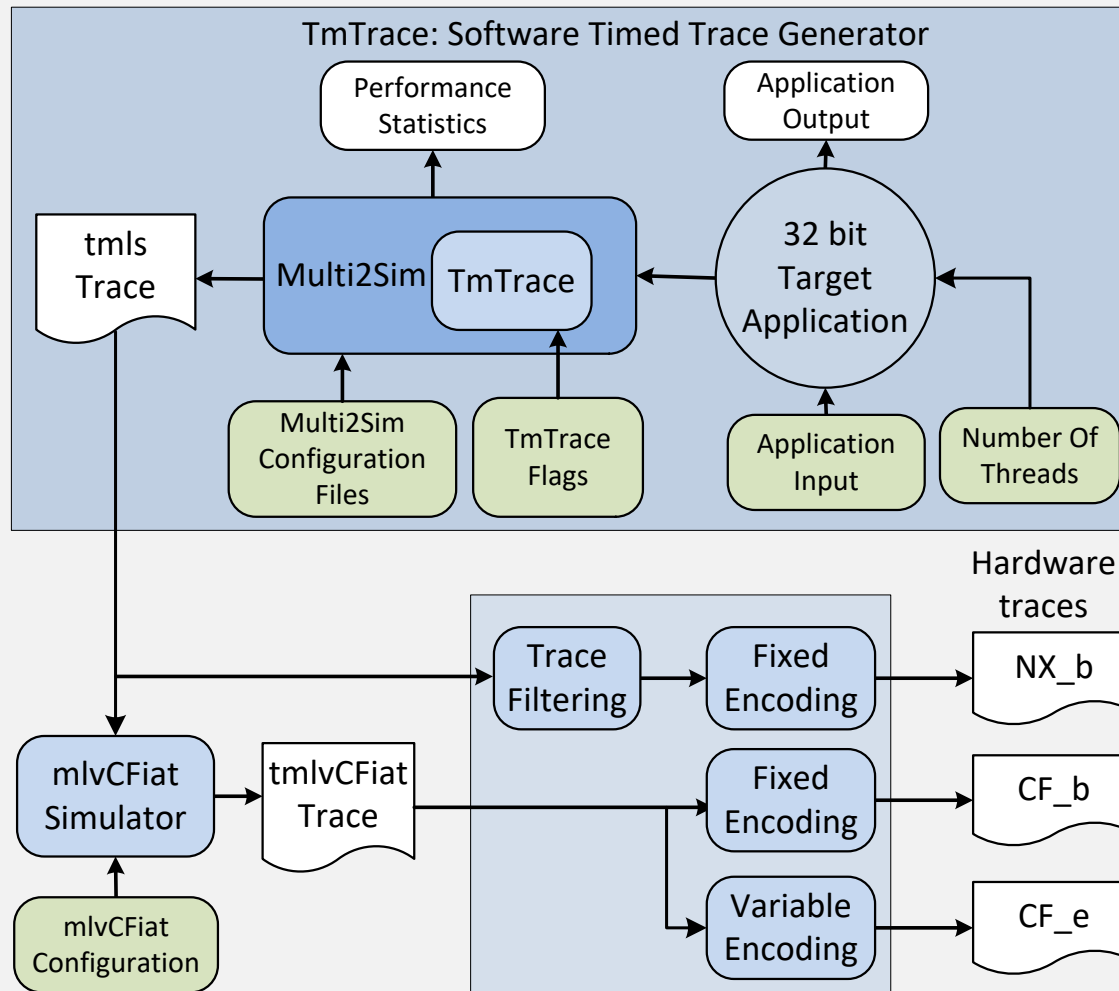 TmTrace: Software Timed Trace Generator
Performance
Statistics
Application
Output
tmls
Trace
Multi2Sim
TmTrace
32 bit
Target
Application
Multi2Sim
Configuration
Files
TmTrace
Flags
Application
Input
Number Of
Threads
Hardware
traces
Trace
Filtering
Fixed
Encoding
NX_b
mlvCFiat
Simulator
tmlvCFiat
Trace
Fixed
Encoding
CF_b
mlvCFiat
Configuration
Variable
Encoding
CF_e